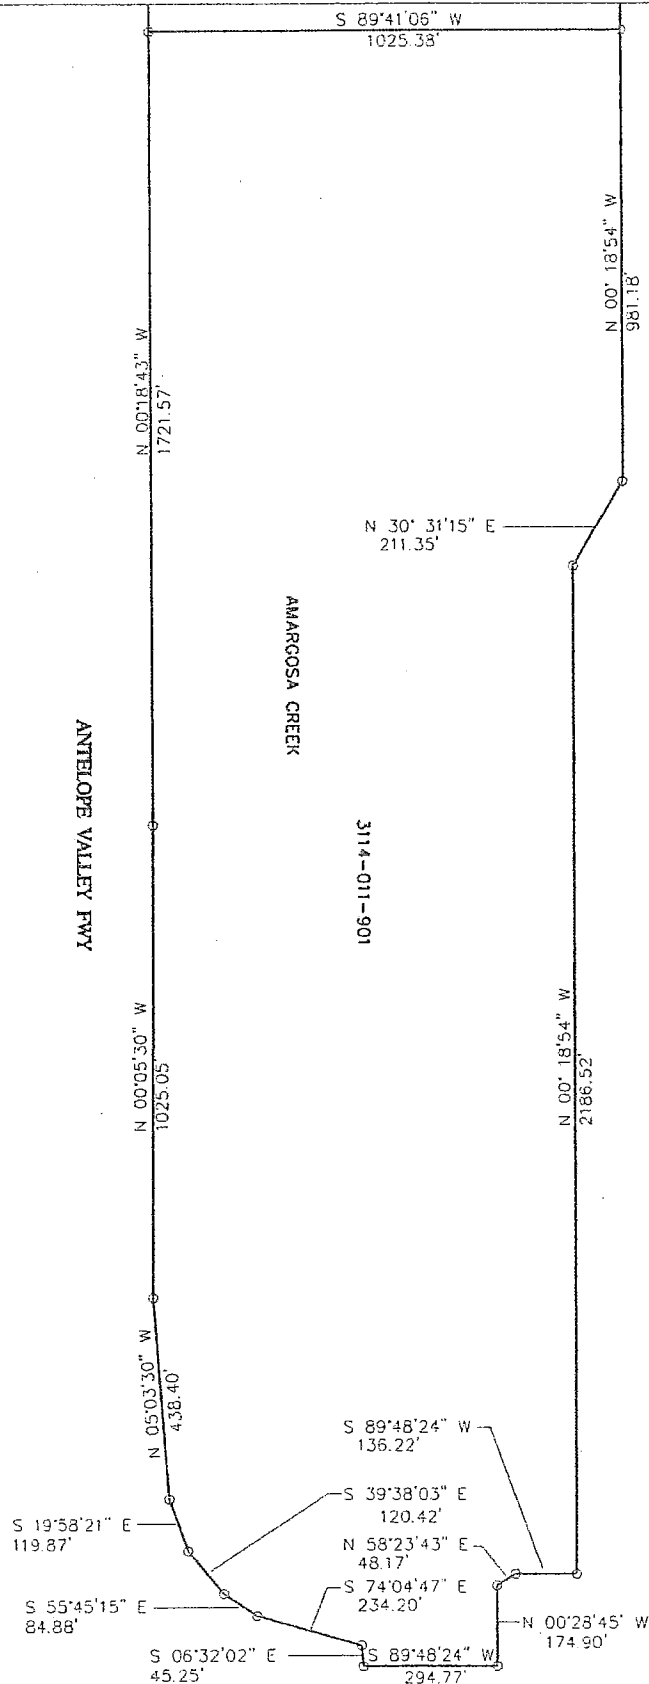 S 89°41'06" W
1025.38'
N 00° 18'54" W
981.18'
N 00°18'43" W
1721.57'
N 30° 31'15" E
211.35'
AMARGOSA CREEK
ANTELOPE VALLEY FWY
3114-011-901
N 00°05'30" W
1025.05'
N 00° 18'54" W
2186.52'
N 05°03'30" W
438.40'
S 89°48'24" W
136.22'
S 39°38'03" E
120.42'
S 19°58'21" E
119.87'
N 58°23'43" E
48.17'
S 74°04'47" E
234.20'
S 55°45'15" E
84.88'
N 00°28'45" W
174.90'
S 06°32'02" E
45.25'
S 89°48'24" W
294.77'